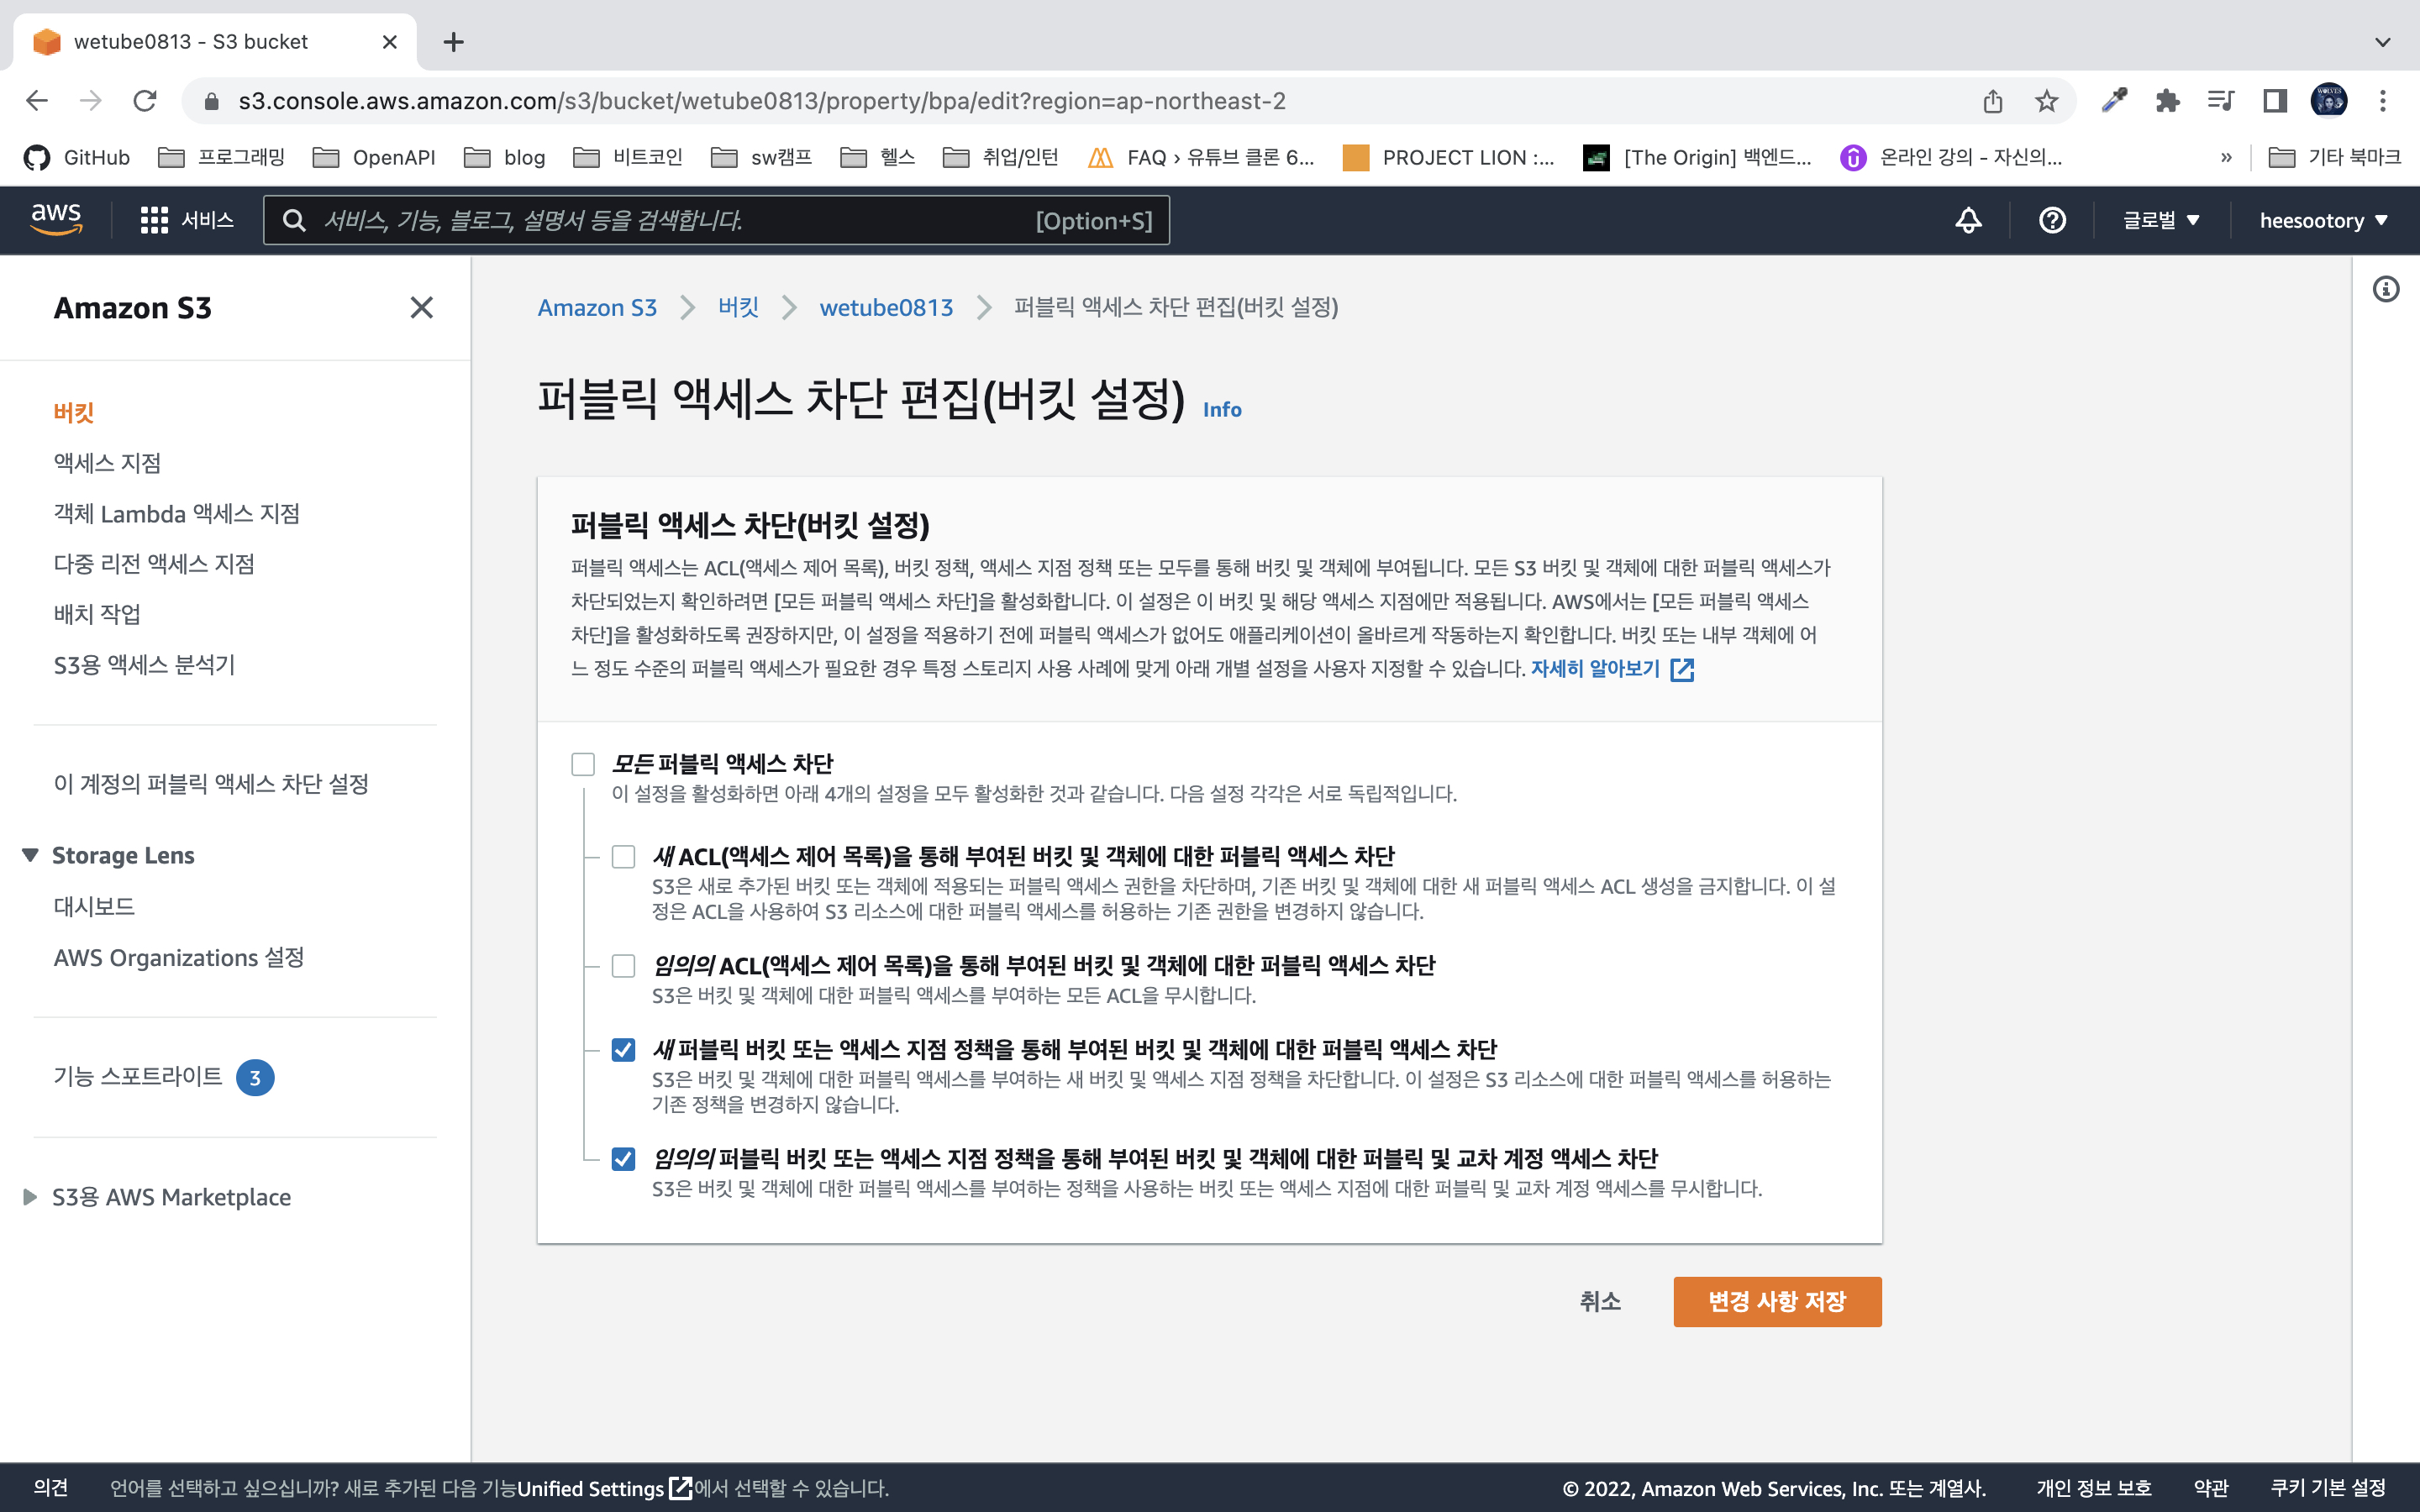 wetube0813 - S3 bucket
s3.console.aws.amazon.com/s3/bucket/wetube0813/property/bpa/edit?region=ap-northeast-2
GitHub 프로그래밍 OpenAPI blog 비트코인 sw캠프 헬스 취업/인턴 FAQ › 유튜브 클론 6... PROJECT LION :... [The Origin] 백엔드... 온라인 강의 - 자신의... » 기타 북마크
aws 서비스 서비스, 기능, 블로그, 설명서 등을 검색합니다. [Option+S] 글로벌 heesootory
Amazon S3
버킷
액세스 지점
객체 Lambda 액세스 지점
다중 리전 액세스 지점
배치 작업
S3용 액세스 분석기
이 계정의 퍼블릭 액세스 차단 설정
Storage Lens
대시보드
AWS Organizations 설정
기능 스포트라이트 3
S3용 AWS Marketplace
Amazon S3 버킷 wetube0813 퍼블릭 액세스 차단 편집(버킷 설정)
퍼블릭 액세스 차단 편집(버킷 설정) Info
퍼블릭 액세스 차단(버킷 설정)
퍼블릭 액세스는 ACL(액세스 제어 목록), 버킷 정책, 액세스 지점 정책 또는 모두를 통해 버킷 및 객체에 부여됩니다. 모든 S3 버킷 및 객체에 대한 퍼블릭 액세스가
차단되었는지 확인하려면 [모든 퍼블릭 액세스 차단]을 활성화합니다. 이 설정은 이 버킷 및 해당 액세스 지점에만 적용됩니다. AWS에서는 [모든 퍼블릭 액세스
차단]을 활성화하도록 권장하지만, 이 설정을 적용하기 전에 퍼블릭 액세스가 없어도 애플리케이션이 올바르게 작동하는지 확인합니다. 버킷 또는 내부 객체에 어
느 정도 수준의 퍼블릭 액세스가 필요한 경우 특정 스토리지 사용 사례에 맞게 아래 개별 설정을 사용자 지정할 수 있습니다. 자세히 알아보기
모든 퍼블릭 액세스 차단
이 설정을 활성화하면 아래 4개의 설정을 모두 활성화한 것과 같습니다. 다음 설정 각각은 서로 독립적입니다.
새 ACL(액세스 제어 목록)을 통해 부여된 버킷 및 객체에 대한 퍼블릭 액세스 차단
S3은 새로 추가된 버킷 또는 객체에 적용되는 퍼블릭 액세스 권한을 차단하며, 기존 버킷 및 객체에 대한 새 퍼블릭 액세스 ACL 생성을 금지합니다. 이 설
정은 ACL을 사용하여 S3 리소스에 대한 퍼블릭 액세스를 허용하는 기존 권한을 변경하지 않습니다.
임의의 ACL(액세스 제어 목록)을 통해 부여된 버킷 및 객체에 대한 퍼블릭 액세스 차단
S3은 버킷 및 객체에 대한 퍼블릭 액세스를 부여하는 모든 ACL을 무시합니다.
새 퍼블릭 버킷 또는 액세스 지점 정책을 통해 부여된 버킷 및 객체에 대한 퍼블릭 액세스 차단
S3은 버킷 및 객체에 대한 퍼블릭 액세스를 부여하는 새 버킷 및 액세스 지점 정책을 차단합니다. 이 설정은 S3 리소스에 대한 퍼블릭 액세스를 허용하는
기존 정책을 변경하지 않습니다.
임의의 퍼블릭 버킷 또는 액세스 지점 정책을 통해 부여된 버킷 및 객체에 대한 퍼블릭 및 교차 계정 액세스 차단
S3은 버킷 및 객체에 대한 퍼블릭 액세스를 부여하는 정책을 사용하는 버킷 또는 액세스 지점에 대한 퍼블릭 및 교차 계정 액세스를 무시합니다.
취소 변경 사항 저장
의견 언어를 선택하고 싶으십니까? 새로 추가된 다음 기능Unified Settings에서 선택할 수 있습니다. © 2022, Amazon Web Services, Inc. 또는 계열사. 개인 정보 보호 약관 쿠키 기본 설정